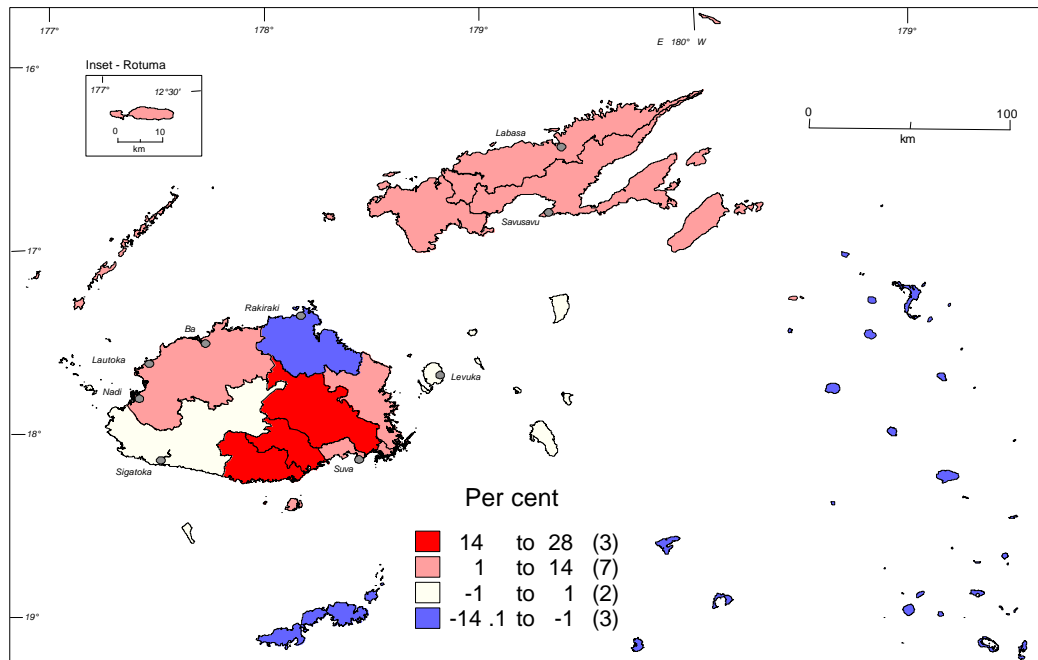 177°
178°
179°
E 180° W
179°
16°
Inset - Rotuma
177°
12°30'
0 10
km
0 100
km
Labasa
Savusavu
17°
Rakiraki
Ba
Lautoka
Levuka
Nadi
18°
Sigatoka
Suva
Per cent
14 to 28 (3)
1 to 14 (7)
-1 1 (2)
-14 .1 to -1 (3)
19°